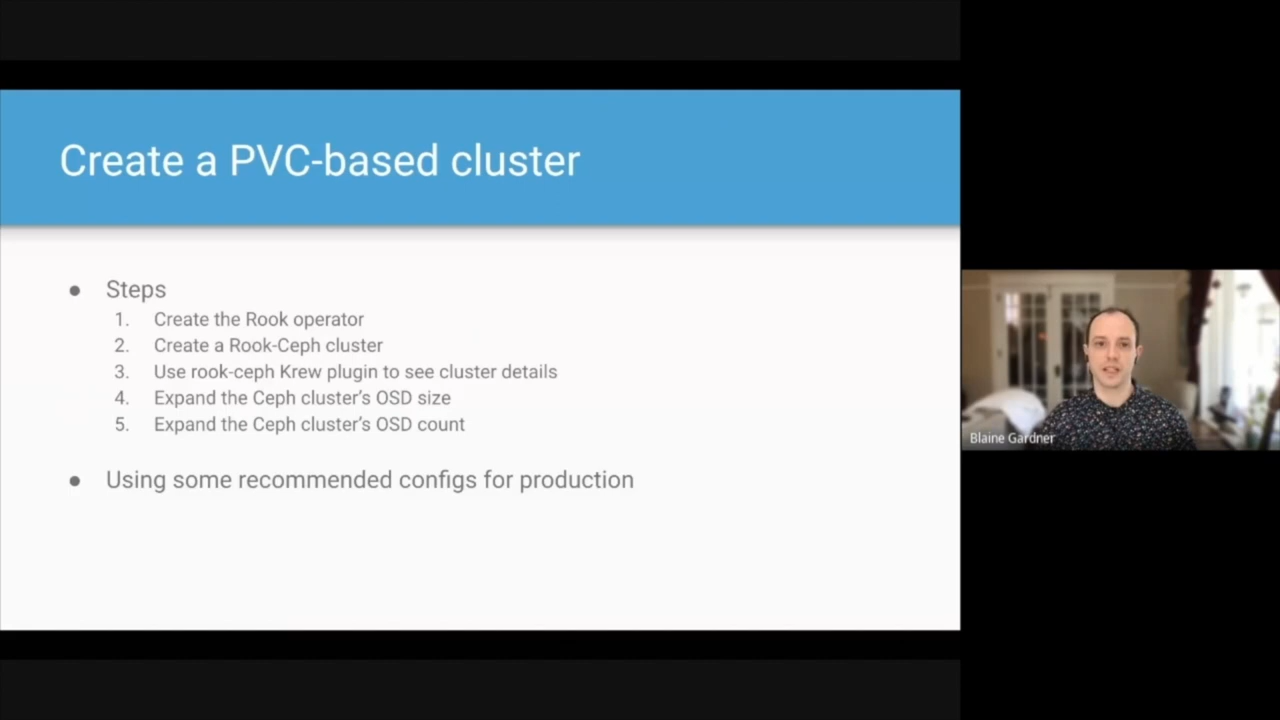 Create a PVC-based cluster
● Steps
1. Create the Rook operator
2. Create a Rook-Ceph cluster
3. Use rook-ceph Krew plugin to see cluster details
4. Expand the Ceph cluster’s OSD size
5. Expand the Ceph cluster’s OSD count
● Using some recommended configs for production
Blaine Gardner